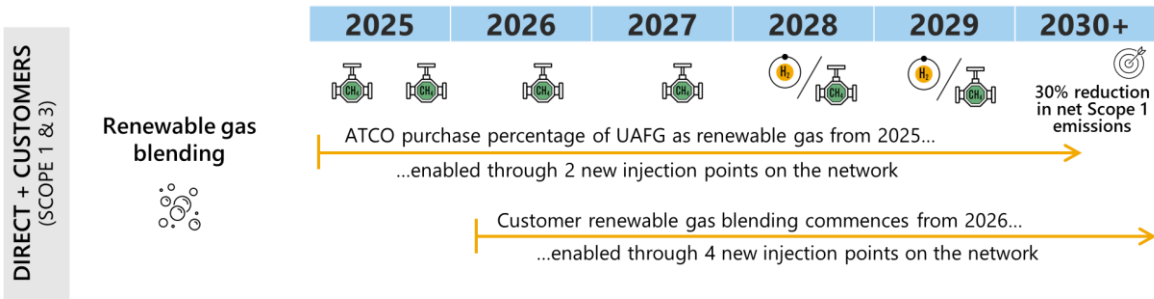 2025 2026 2027 2028 2029 2030+
DIRECT + CUSTOMERS
(SCOPE 1 & 3)
Renewable gas
blending
CH₄ CH₄ CH₄ CH₄ H₂ CH₄ H₂ CH₄
30% reduction
in net Scope 1
emissions
ATCO purchase percentage of UAFG as renewable gas from 2025...
...enabled through 2 new injection points on the network
Customer renewable gas blending commences from 2026...
...enabled through 4 new injection points on the network